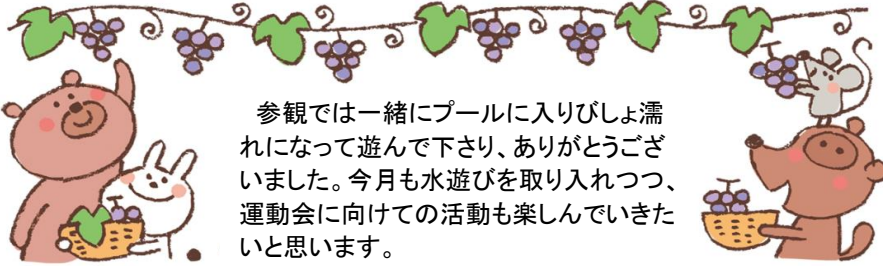 参観では一緒にプールに入りびしょ濡
れになって遊んで下さり、ありがとうござ
いました。今月も水遊びを取り入れつつ、
運動会に向けての活動も楽しんでいきた
いと思います。